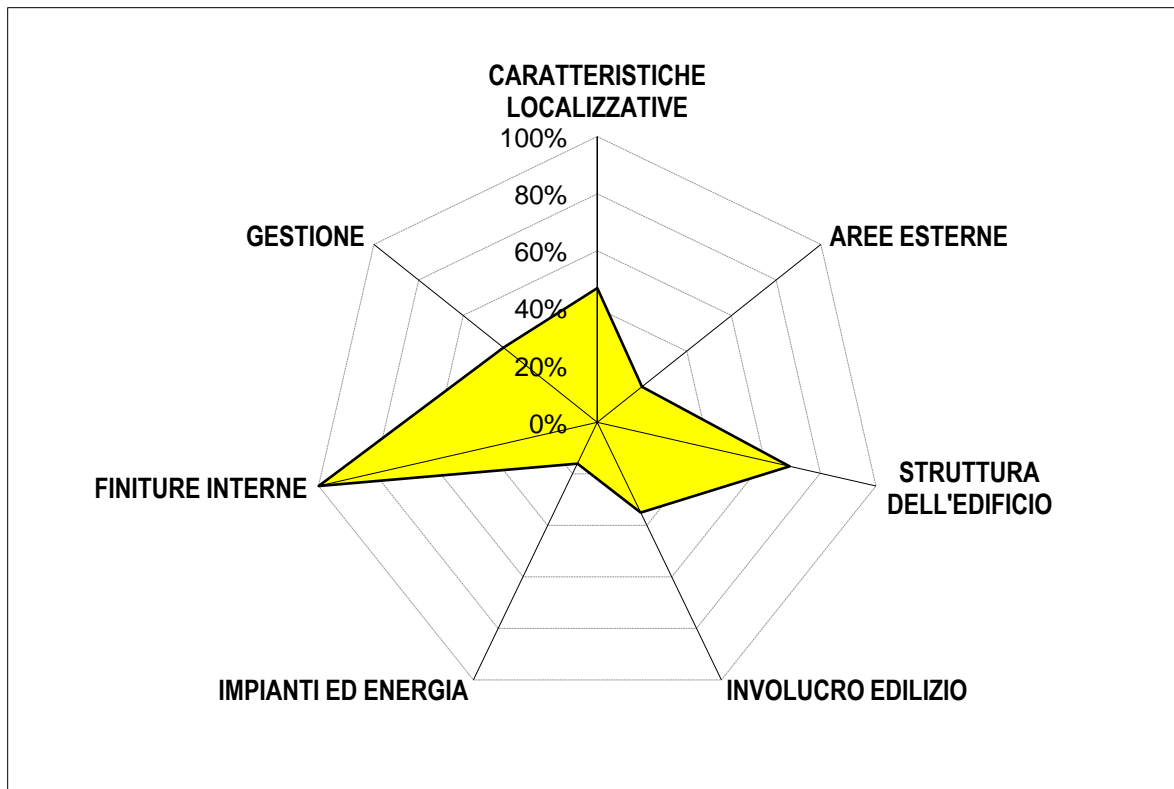 CARATTERISTICHE
LOCALIZZATIVE
100%
80%
60%
40%
20%
0%
AREE ESTERNE
STRUTTURA
DELL'EDIFICIO
INVOLUCRO EDILIZIO
IMPIANTI ED ENERGIA
FINITURE INTERNE
GESTIONE